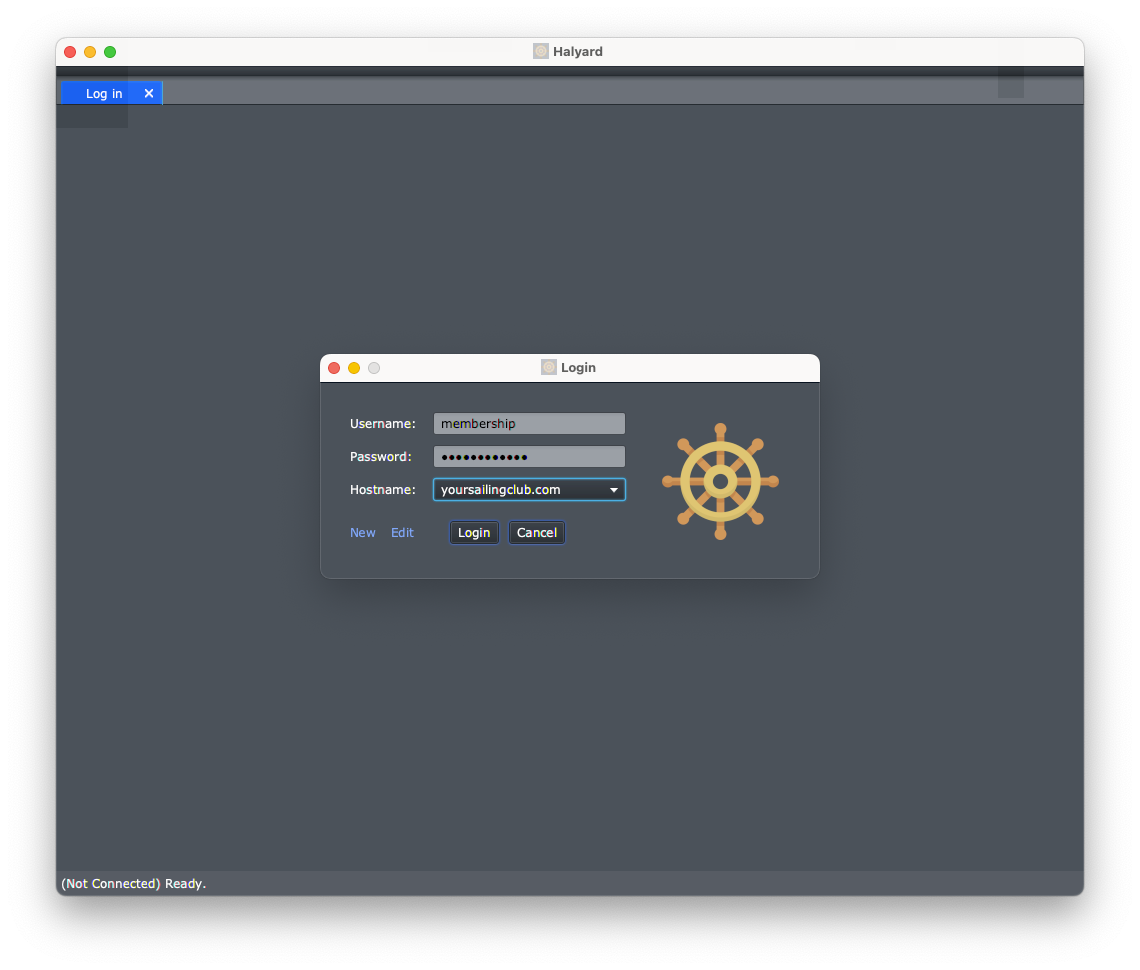 Halyard
Log in
Login
Username: membership
Password: ●●●●●●●●●●●●
Hostname: yoursailingclub.com
New Edit Login Cancel
(Not Connected) Ready.